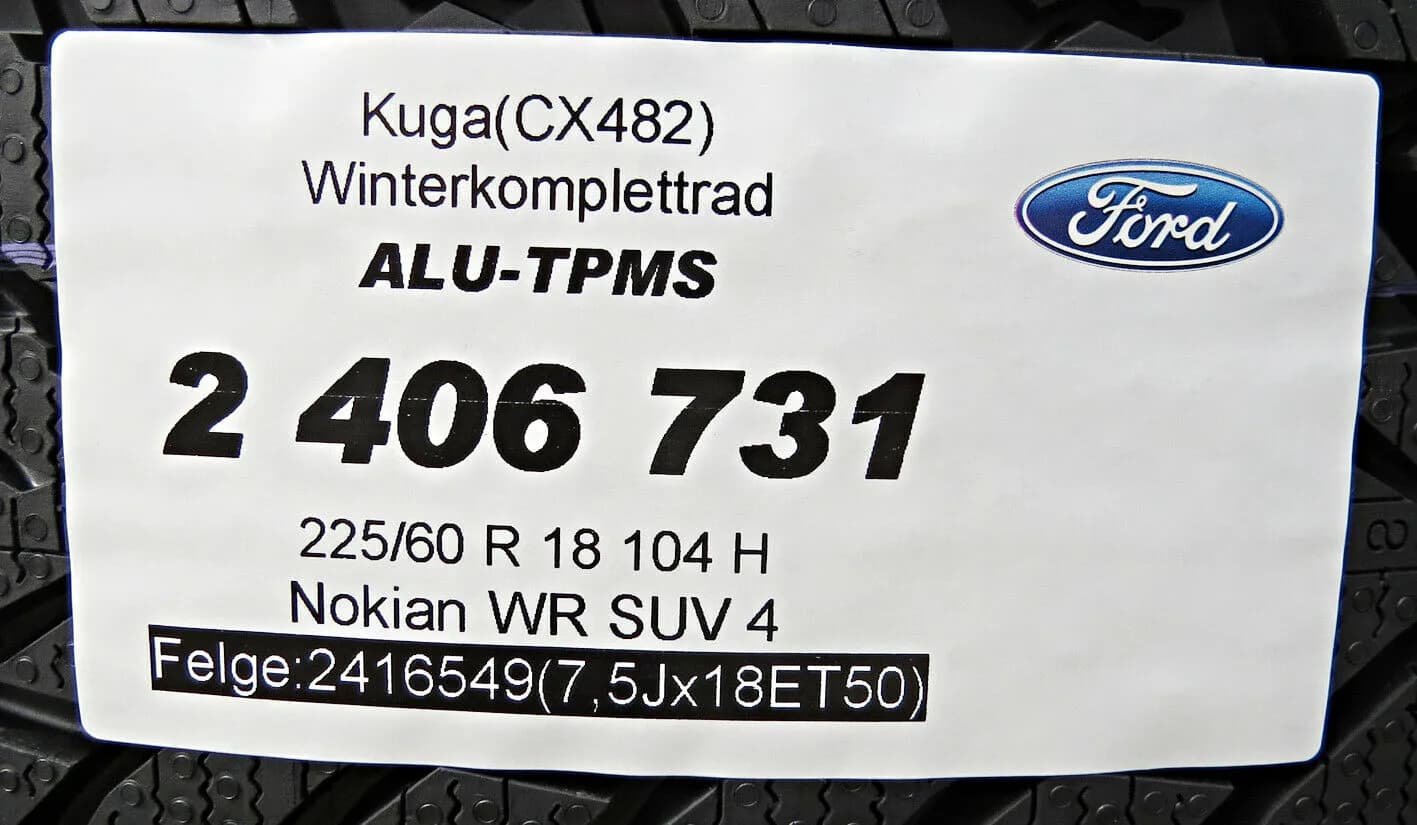 Kuga(CX482)
Winterkomplettrad
Ford
ALU-TPMS
2 406 731
225/60 R 18 104 H
Nokian WR SUV 4
Felge:2416549(7,5Jx18ET50)
8